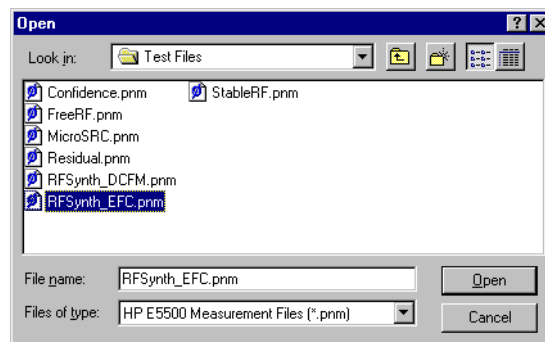 Open
Look in: Test Files
Confidence.pnm StableRF.pnm
FreeRF.pnm
MicroSRC.pnm
Residual.pnm
RFSynth_DCFM.pnm
RFSynth_EFC.pnm
File name: RFSynth_EFC.pnm Open
Files of type: HP E5500 Measurement Files (*.pnm) Cancel